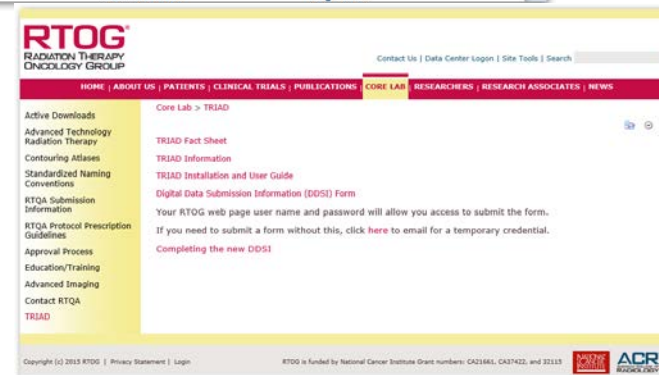 RTOG®
RADIATION THERAPY
ONCOLOGY GROUP
Contact Us | Data Center Logon | Site Tools | Search
HOME | ABOUT US | PATIENTS | CLINICAL TRIALS | PUBLICATIONS | CORE LAB | RESEARCHERS | RESEARCH ASSOCIATES | NEWS
Active Downloads
Advanced Technology
Radiation Therapy
Contouring Atlases
Standardized Naming
Conventions
RTQA Submission
Information
RTQA Protocol Prescription
Guidelines
Approval Process
Education/Training
Advanced Imaging
Contact RTQA
TRIAD
Core Lab > TRIAD
TRIAD Fact Sheet
TRIAD Information
TRIAD Installation and User Guide
Digital Data Submission Information (DDSI) Form
Your RTOG web page user name and password will allow you access to submit the form.
If you need to submit a form without this, click here to email for a temporary credential.
Completing the new DDSI
Copyright (c) 2015 RTOG | Privacy Statement | Login
RTOG is funded by National Cancer Institute Grant numbers: CA21661, CA37422, and 32115
NATIONAL
CANCER
INSTITUTE
ACR
RADIOLOGY